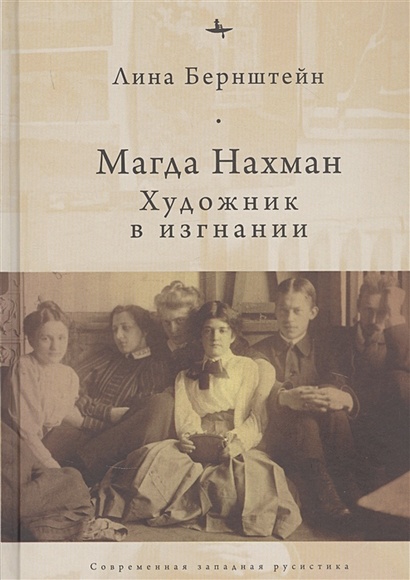 Лина Бернштейн
Магда Нахман
Художник
в изгнании
Современная западная русистика